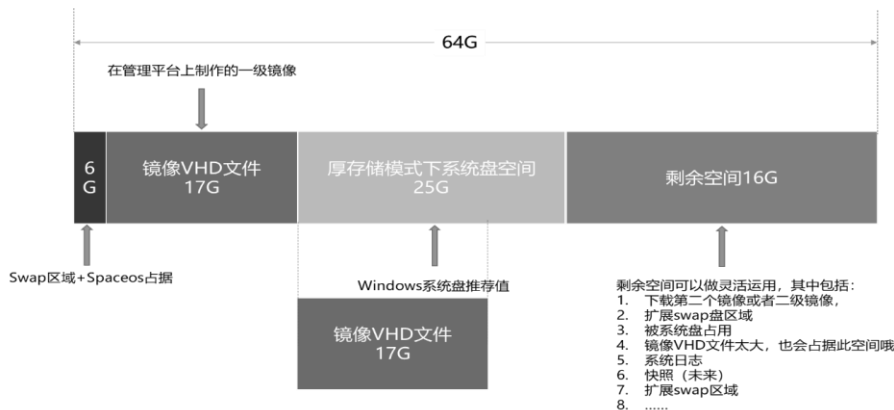 64G
在管理平台上制作的一级镜像
6
G
镜像VHD文件
17G
厚存储模式下系统盘空间
25G
剩余空间16G
Swap区域+Spaceos占据
Windows系统盘推荐值
镜像VHD文件
17G
剩余空间可以做灵活运用，其中包括：
1. 下载第二个镜像或者二级镜像，
2. 扩展swap盘区域
3. 被系统盘占用
4. 镜像VHD文件太大，也会占据此空间哦
5. 系统日志
6. 快照（未来）
7. 扩展swap区域
8. ……